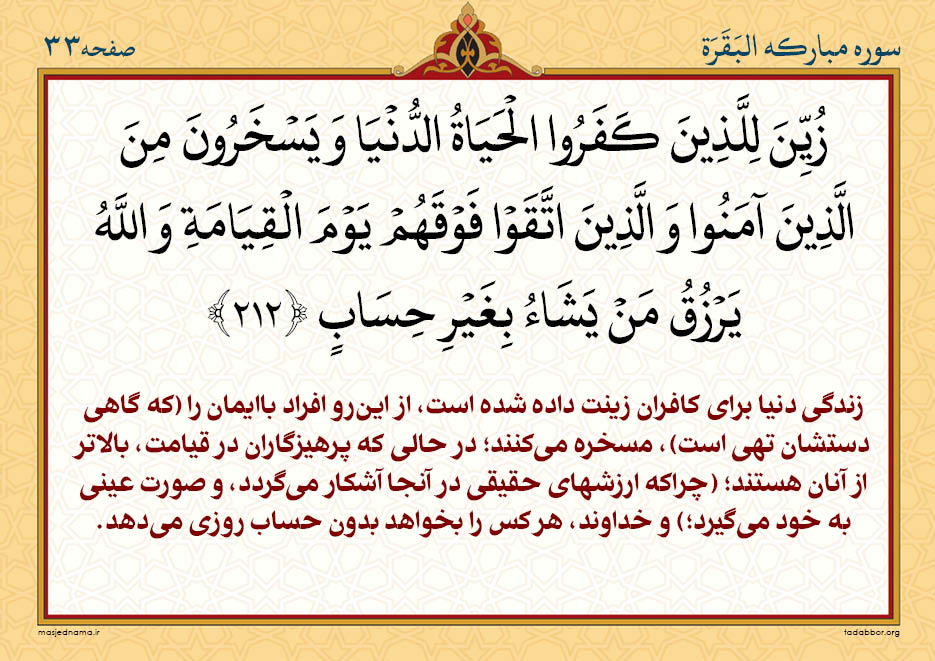 سوره مبارکه البَقَرَة
صفحه۳۳
زُيِّنَ لِلَّذِينَ كَفَرُوا الْحَيَاةُ الدُّنْيَا وَ يَسْخَرُونَ مِنَ
الَّذِينَ آمَنُوا وَ الَّذِينَ اتَّقَوْا فَوْقَهُمْ يَوْمَ الْقِيَامَةِ وَ اللَّهُ
يَرْزُقُ مَنْ يَشَاءُ بِغَيْرِ حِسَابٍ ﴿۲۱۲﴾
زندگی دنیا برای کافران زینت داده شده است، از این‌رو افراد باایمان را (که گاهی
دستشان تهی است)، مسخره می‌کنند؛ در حالی که پرهیزگاران در قیامت، بالاتر
از آنان هستند؛ (چراکه ارزشهای حقیقی در آنجا آشکار می‌گردد، و صورت عینی
به خود می‌گیرد؛) و خداوند، هر کس را بخواهد بدون حساب روزی می‌دهد.
masjednama.ir
tadabbor.org